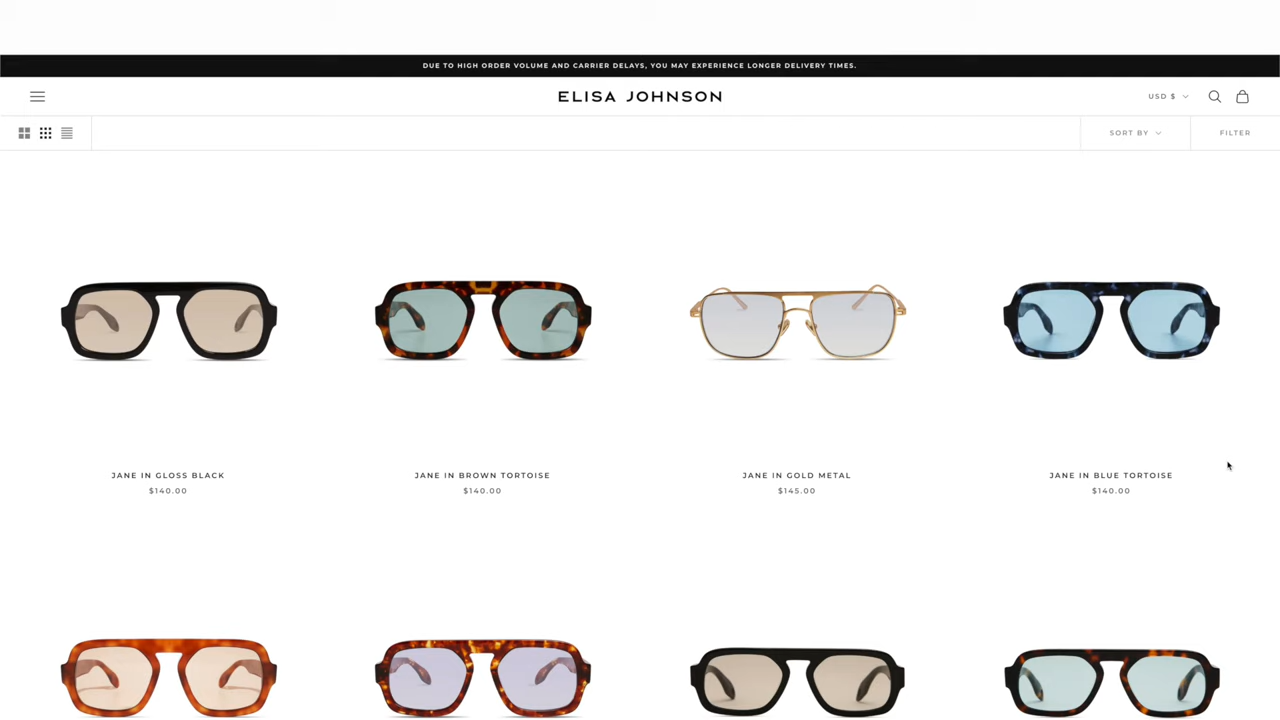 DUE TO HIGH ORDER VOLUME AND CARRIER DELAYS, YOU MAY EXPERIENCE LONGER DELIVERY TIMES.
ELISA JOHNSON
USD $
SORT BY
FILTER
JANE IN GLOSS BLACK
$140.00
JANE IN BROWN TORTOISE
$140.00
JANE IN GOLD METAL
$145.00
JANE IN BLUE TORTOISE
$140.00